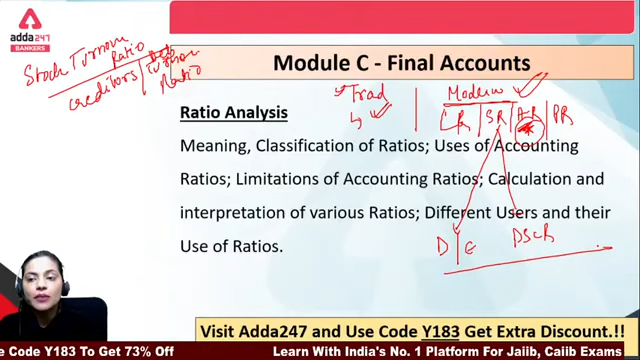 adda247
BANKERS
Stock Turnover
Ratio
creditors
Turnover
Ratio
Module C - Final Accounts
Trad
Modern
LR SR AR PR
Ratio Analysis
Meaning, Classification of Ratios; Uses of Accounting
Ratios; Limitations of Accounting Ratios; Calculation and
interpretation of various Ratios; Different Users and their
Use of Ratios.
D E DSCR
Visit Adda247 and Use Code Y183 Get Extra Discount.!!
e Code Y183 To Get 73% Off
Learn With India's No. 1 Platform For Jaiib, Caiib Exams